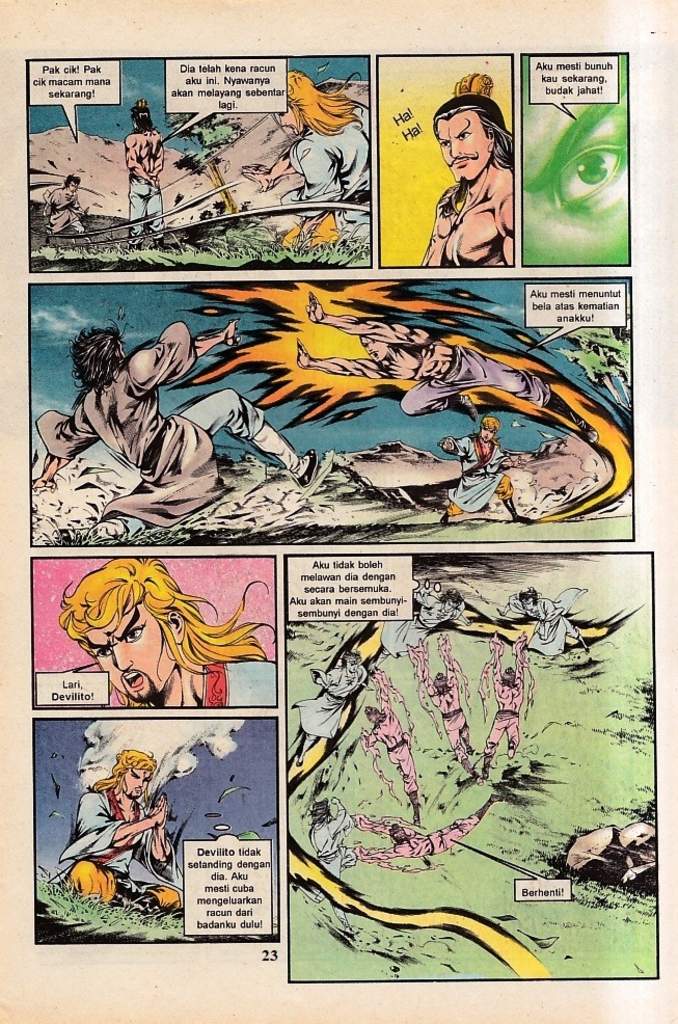 Pak cik! Pak
cik macam mana
sekarang!
Dia telah kena racun
aku ini. Nyawanya
akan melayang sebentar
lagi.
Ha!
Ha!
Aku mesti bunuh
kau sekarang,
budak jahat!
Aku mesti menuntut
bela atas kematian
anakku!
Lari,
Devilito!
Devilito tidak
setanding dengan
dia. Aku
mesti cuba
mengeluarkan
racun dari
badanku dulu!
Aku tidak boleh
melawan dia dengan
secara bersemuka.
Aku akan main sembunyi-
sembunyi dengan dia!
Berhenti!
23